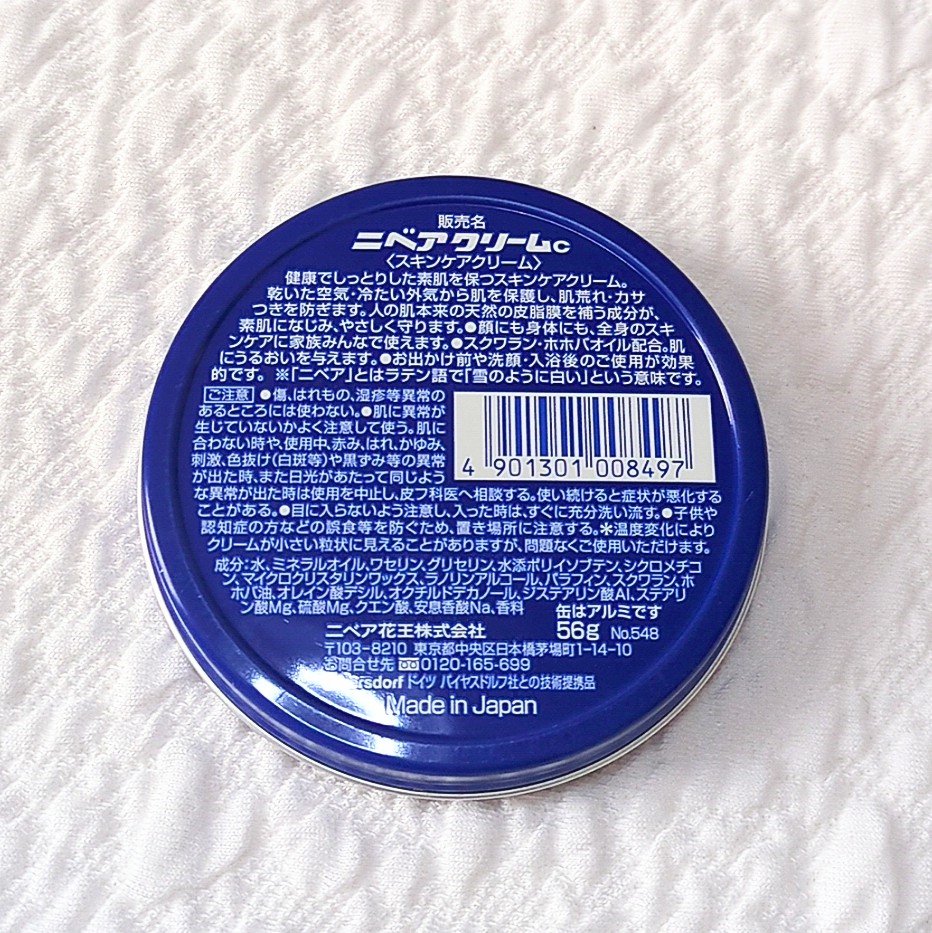 販売名
ニベアクリームc
〈スキンケアクリーム〉
健康でしっとりした素肌を保つスキンケアクリーム。
乾いた空気・冷たい外気から肌を保護し、肌荒れ・カサ
つきを防ぎます。人の肌本来の天然の皮脂膜を補う成分が、
素肌になじみ、やさしく守ります。●顔にも身体にも、全身のスキ
ンケアに家族みんなで使えます。●スクワラン・ホホバオイル配合。肌
にうるおいを与えます。●お出かけ前や洗顔・入浴後のご使用が効果
的です。 ※「ニベア」とはラテン語で「雪のように白い」という意味です。
ご注意 ●傷、はれもの、湿疹等異常の
あるところには使わない。●肌に異常が
生じていないかよく注意して使う。肌に
合わない時や、使用中、赤み、はれ、かゆみ、
刺激、色抜け(白斑等)や黒ずみ等の異常
が出た時、また日光があたって同じよう
な異常が出た時は使用を中止し、皮フ科医へ相談する。使い続けると症状が悪化する
ことがある。●目に入らないよう注意し、入った時は、すぐに充分洗い流す。●子供や
認知症の方などの誤食等を防ぐため、置き場所に注意する。＊温度変化により
クリームが小さい粒状に見えることがありますが、問題なくご使用いただけます。
4 901301 008497
成分：水、ミネラルオイル、ワセリン、グリセリン、水添ポリイソブテン、シクロメチコ
ン、マイクロクリスタリンワックス、ラノリンアルコール、パラフィン、スクワラン、ホ
ホバ油、オレイン酸デシル、オクチルドデカノール、ジステアリン酸Al、ステアリ
ン酸Mg、硫酸Mg、クエン酸、安息香酸Na、香料
缶はアルミです
ニベア花王株式会社 56g No.548
〒103-8210 東京都中央区日本橋茅場町1-14-10
お問合せ先 0120-165-699
ersdorf ドイツ バイヤスドルフ社との技術提携品
Made in Japan